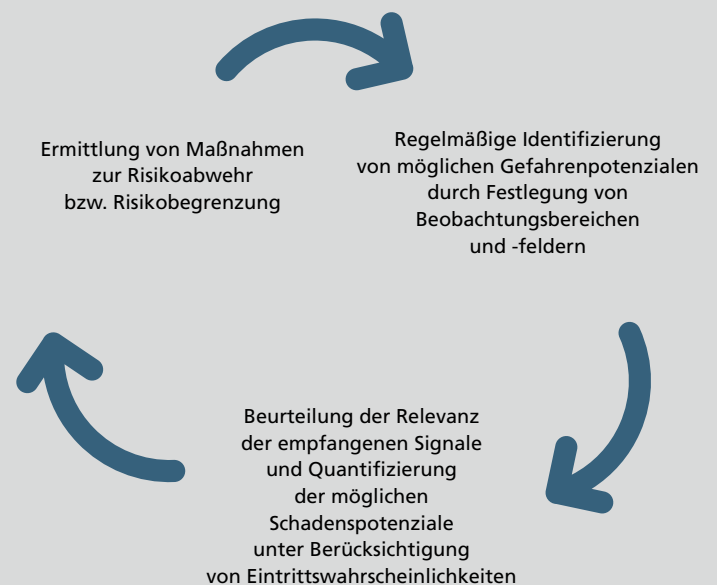 Ermittlung von Maßnahmen
zur Risikoabwehr
bzw. Risikobegrenzung
Regelmäßige Identifizierung
von möglichen Gefahrenpotenzialen
durch Festlegung von
Beobachtungsbereichen
und -feldern
Beurteilung der Relevanz
der empfangenen Signale
und Quantifizierung
der möglichen
Schadenspotenziale
unter Berücksichtigung
von Eintrittswahrscheinlichkeiten